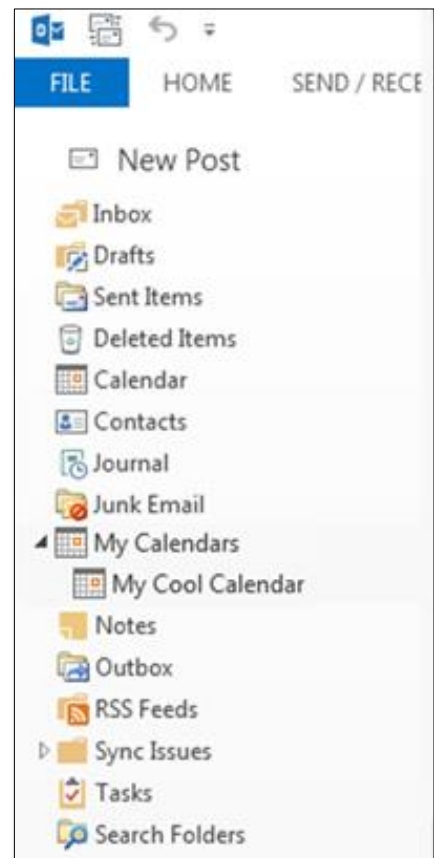 FILE HOME SEND / RECE
New Post
Inbox
Drafts
Sent Items
Deleted Items
Calendar
Contacts
Journal
Junk Email
My Calendars
My Cool Calendar
Notes
Outbox
RSS Feeds
Sync Issues
Tasks
Search Folders